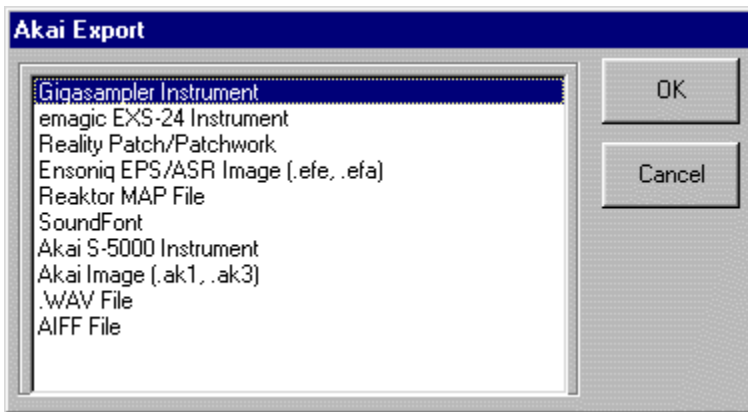 Akai Export
Gigasampler Instrument
emagic EXS-24 Instrument
Reality Patch/Patchwork
Ensoniq EPS/ASR Image (.efe, .efa)
Reaktor MAP File
SoundFont
Akai S-5000 Instrument
Akai Image (.ak1, .ak3)
.WAV File
AIFF File
OK
Cancel